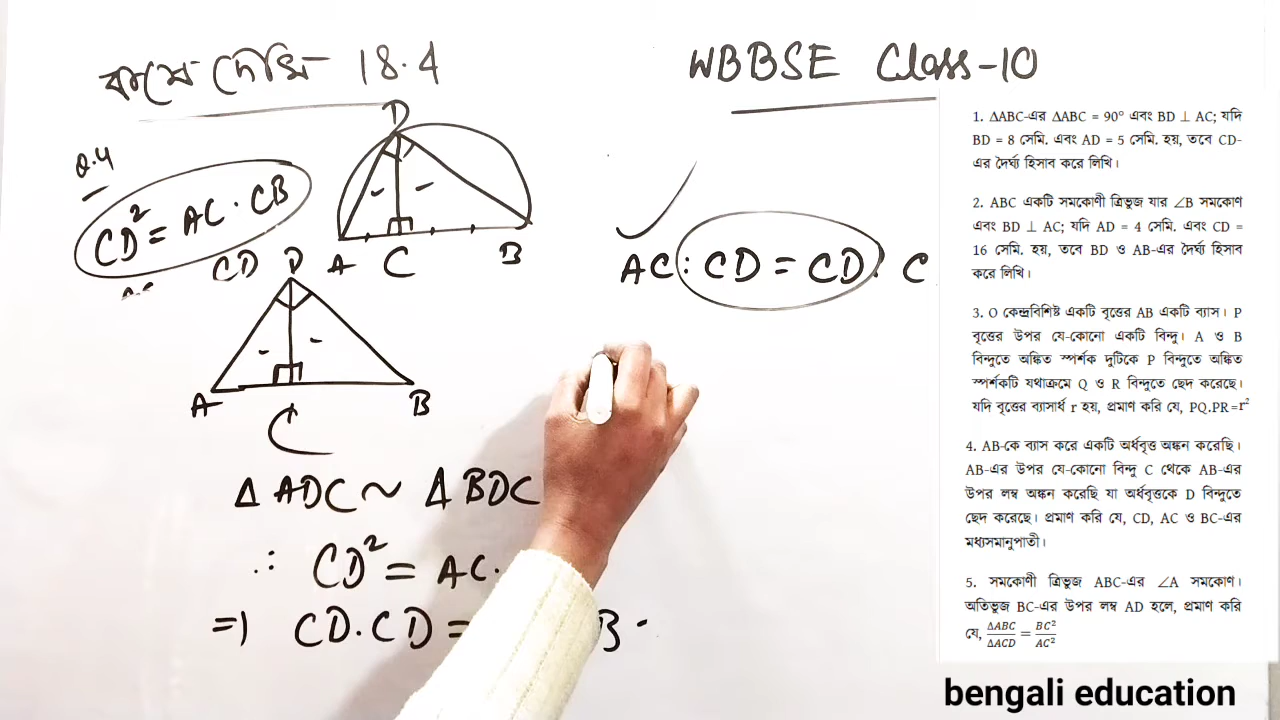 কষে দেখি- 18.4
WBBSE Class-10
Q.4
CD² = AC · CB
D
A C B
CD D
A B
C
AC : CD = CD : C
Δ ADC ~ Δ BDC
∴ CD² = AC.
⇒ CD.CD =
1. ΔABC-এর ΔABC = 90° এবং BD ⊥ AC; যদি
BD = 8 সেমি. এবং AD = 5 সেমি. হয়, তবে CD-
এর দৈর্ঘ্য হিসাব করে লিখি।
2. ABC একটি সমকোণী ত্রিভুজ যার ∠B সমকোণ
এবং BD ⊥ AC; যদি AD = 4 সেমি. এবং CD =
16 সেমি. হয়, তবে BD ও AB-এর দৈর্ঘ্য হিসাব
করে লিখি।
3. O কেন্দ্রবিশিষ্ট একটি বৃত্তের AB একটি ব্যাস। P
বৃত্তের উপর যে-কোনো একটি বিন্দু। A ও B
বিন্দুতে অঙ্কিত স্পর্শক দুটিকে P বিন্দুতে অঙ্কিত
স্পর্শকটি যথাক্রমে Q ও R বিন্দুতে ছেদ করেছে।
যদি বৃত্তের ব্যাসার্ধ r হয়, প্রমাণ করি যে, PQ.PR=r²
4. AB-কে ব্যাস করে একটি অর্ধবৃত্ত অঙ্কন করেছি।
AB-এর উপর যে-কোনো বিন্দু C থেকে AB-এর
উপর লম্ব অঙ্কন করেছি যা অর্ধবৃত্তকে D বিন্দুতে
ছেদ করেছে। প্রমাণ করি যে, CD, AC ও BC-এর
মধ্যসমানুপাতী।
5. সমকোণী ত্রিভুজ ABC-এর ∠A সমকোণ।
অতিভুজ BC-এর উপর লম্ব AD হলে, প্রমাণ করি
যে, ΔABC/ΔACD = BC²/AC²
bengali education